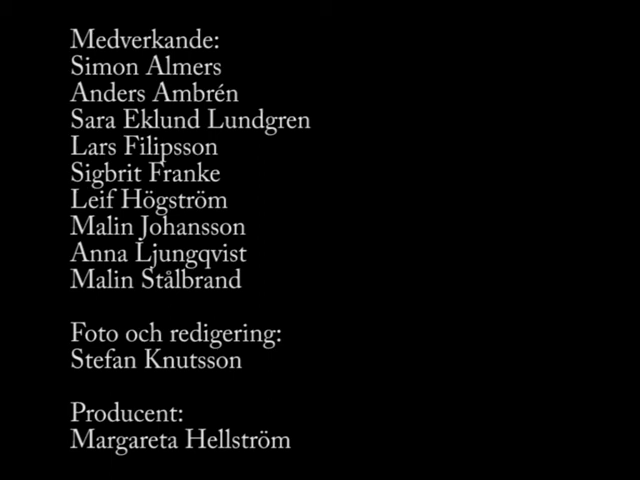 Medverkande:
Simon Almers
Anders Ambrén
Sara Eklund Lundgren
Lars Filipsson
Sigbrit Franke
Leif Högström
Malin Johansson
Anna Ljungqvist
Malin Stålbrand
Foto och redigering:
Stefan Knutsson
Producent:
Margareta Hellström